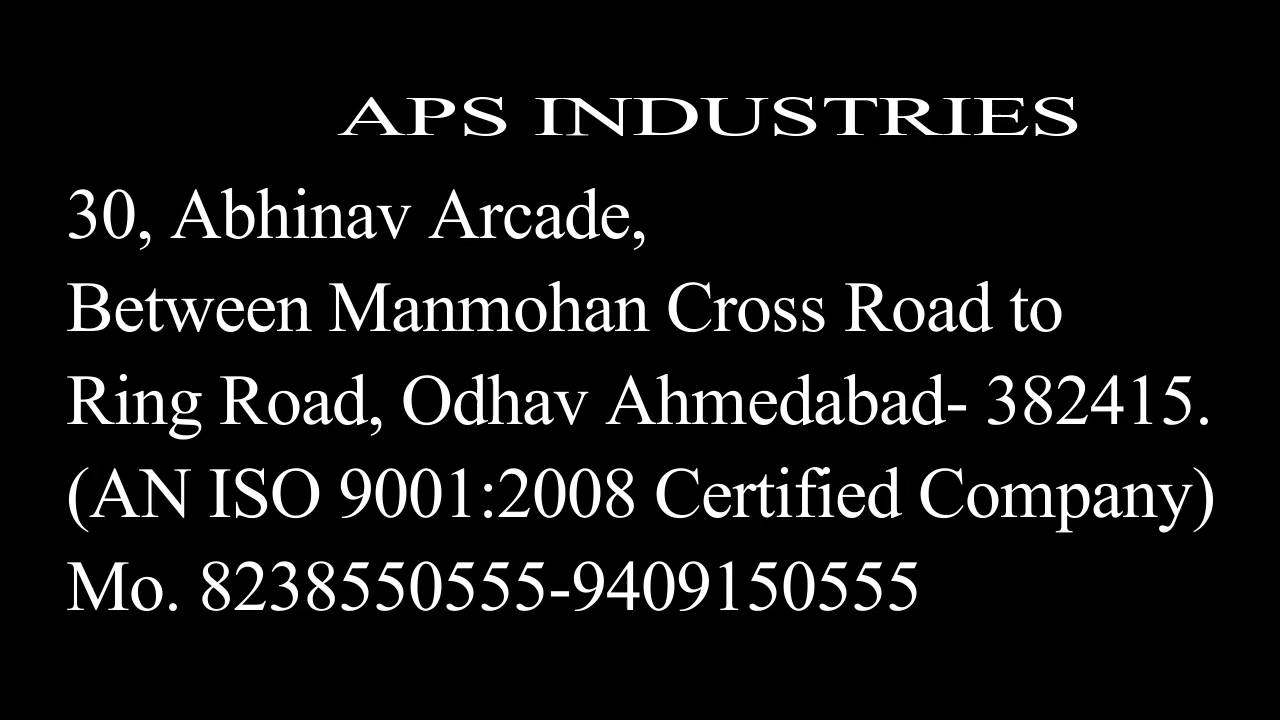 APS INDUSTRIES
30, Abhinav Arcade,
Between Manmohan Cross Road to
Ring Road, Odhav Ahmedabad- 382415.
(AN ISO 9001:2008 Certified Company)
Mo. 8238550555-9409150555